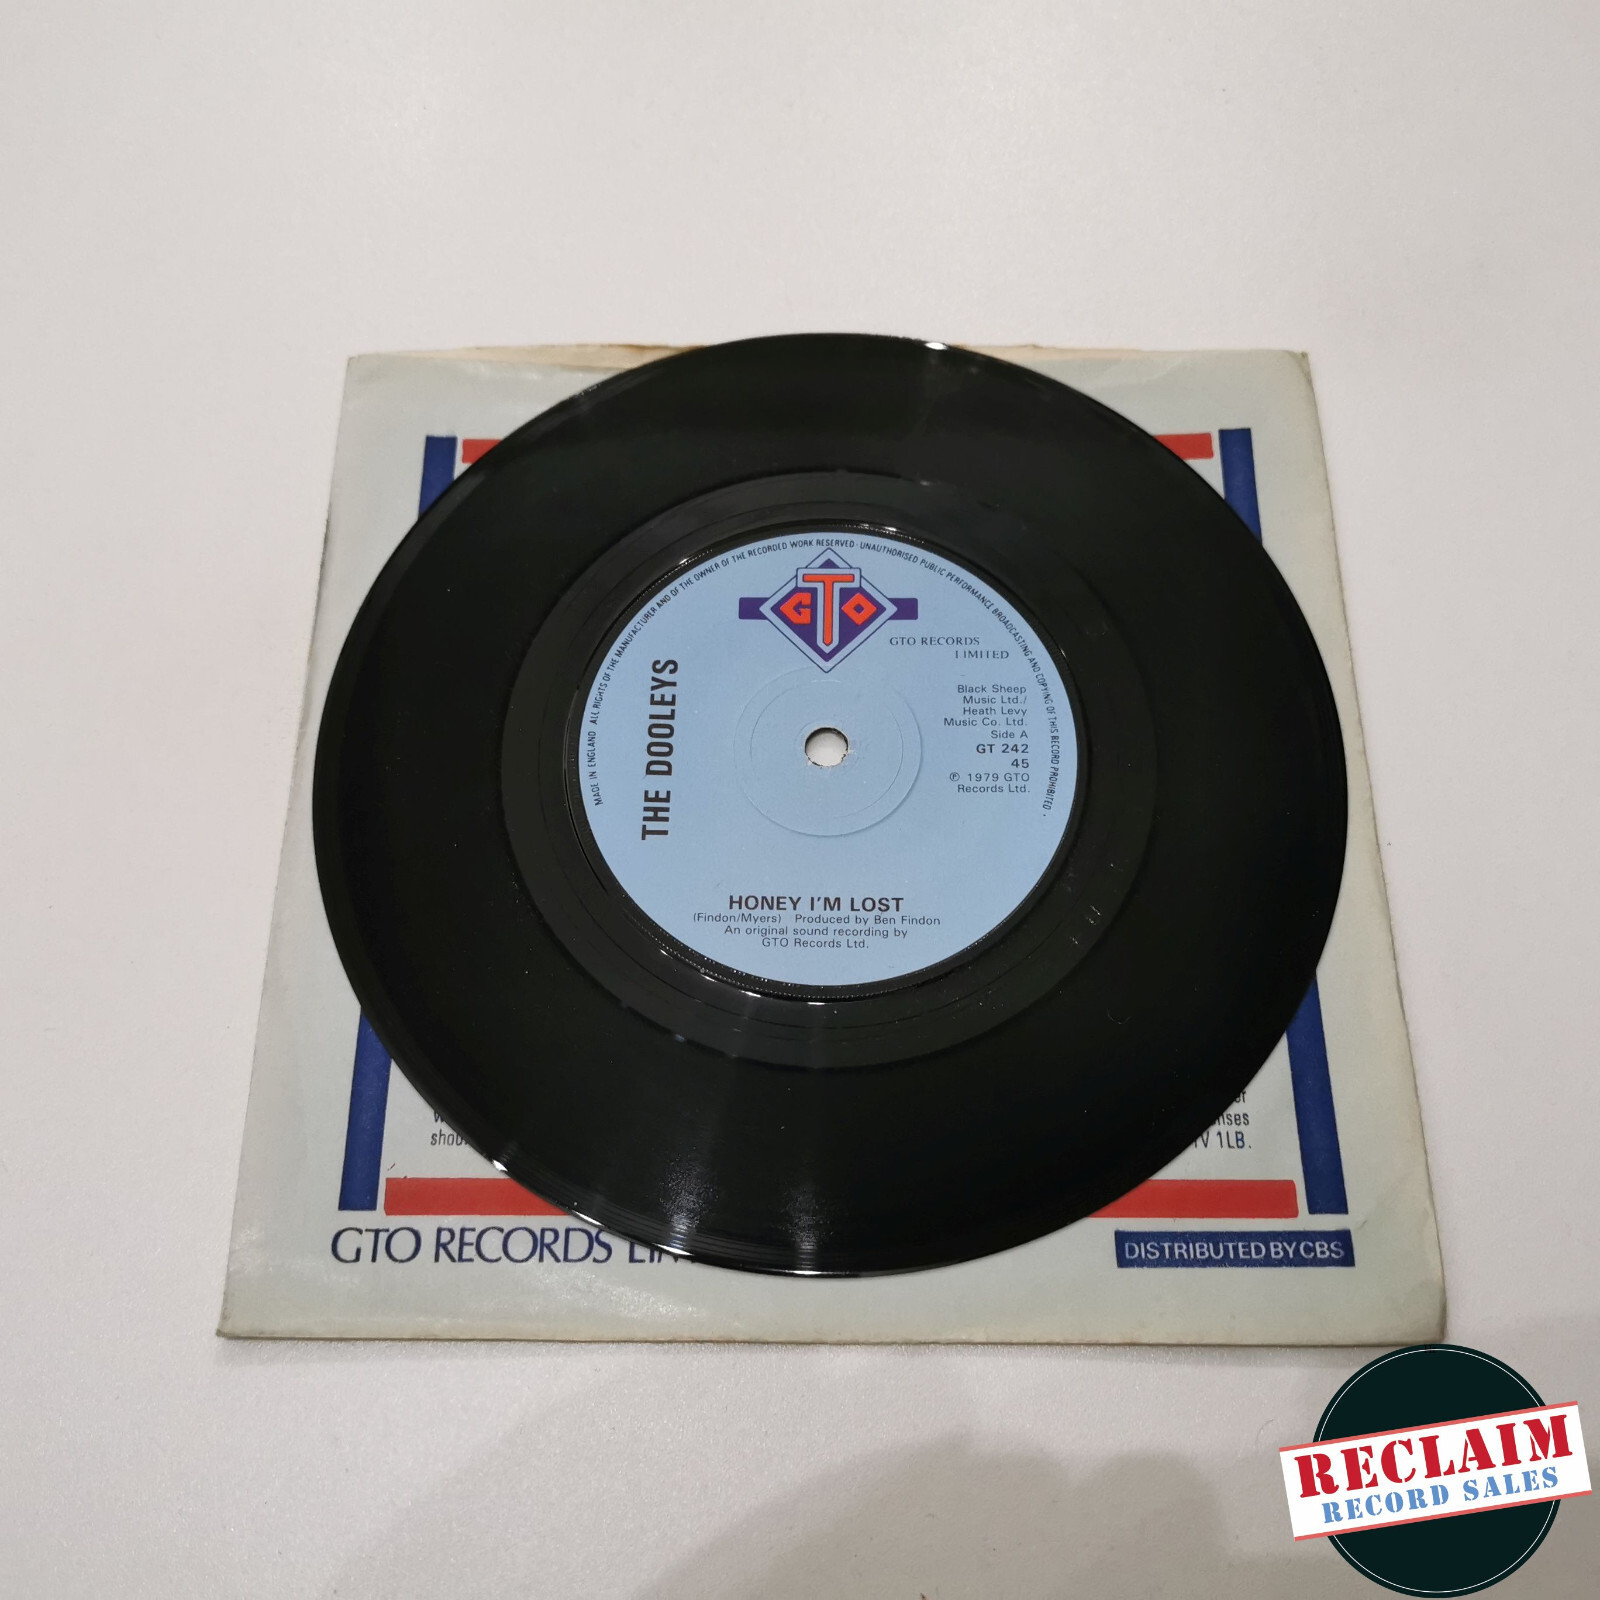 MADE IN ENGLAND ALL RIGHTS OF THE MANUFACTURER AND OF THE OWNER OF THE RECORDED WORK RESERVED · UNAUTHORISED PUBLIC PERFORMANCE BROADCASTING AND COPYING OF THIS RECORD PROHIBITED ·
GTO
GTO RECORDS
LIMITED
THE DOOLEYS
Black Sheep
Music Ltd./
Heath Levy
Music Co. Ltd.
Side A
GT 242
45
℗ 1979 GTO
Records Ltd.
HONEY I'M LOST
(Findon/Myers) Produced by Ben Findon
An original sound recording by
GTO Records Ltd.
1LB.
GTO RECORDS
DISTRIBUTED BY CBS
RECLAIM
RECORD SALES